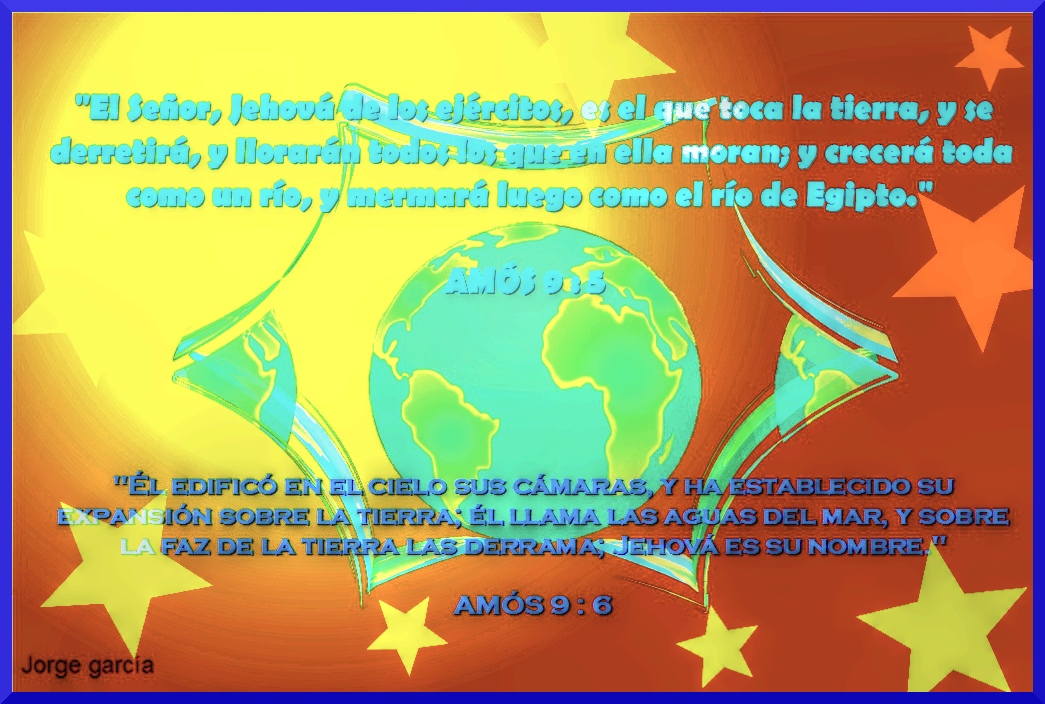 "El Señor, Jehová de los ejércitos, es el que toca la tierra, y se
derretirá, y llorarán todos los que en ella moran; y crecerá toda
como un río, y mermará luego como el río de Egipto."
AMÓS 9 : 5
"ÉL EDIFICÓ EN EL CIELO SUS CÁMARAS, Y HA ESTABLECIDO SU
EXPANSIÓN SOBRE LA TIERRA; ÉL LLAMA LAS AGUAS DEL MAR, Y SOBRE
LA FAZ DE LA TIERRA LAS DERRAMA; JEHOVÁ ES SU NOMBRE."
AMÓS 9 : 6
Jorge garcía